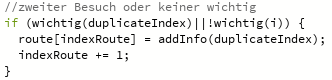 //zweiter Besuch oder keiner wichtig
if (wichtig(duplicateIndex)||!wichtig(i)) {
  route[indexRoute] = addInfo(duplicateIndex);
  indexRoute += 1;
}